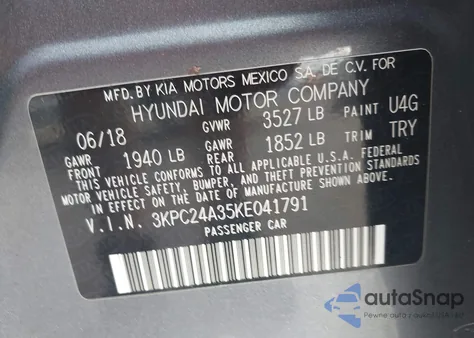 MFD.BY KIA MOTORS MEXICO S.A. DE C.V. FOR
HYUNDAI MOTOR COMPANY
06/18 GVWR 3527 LB PAINT U4G
GAWR FRONT 1940 LB GAWR REAR 1852 LB TRIM TRY
THIS VEHICLE CONFORMS TO ALL APPLICABLE U.S.A. FEDERAL
MOTOR VEHICLE SAFETY, BUMPER, AND THEFT PREVENTION STANDARDS
IN EFFECT ON THE DATE OF MANUFACTURE SHOWN ABOVE.
V.I.N. 3KPC24A35KE041791
PASSENGER CAR
autoSnap
Pewne auto